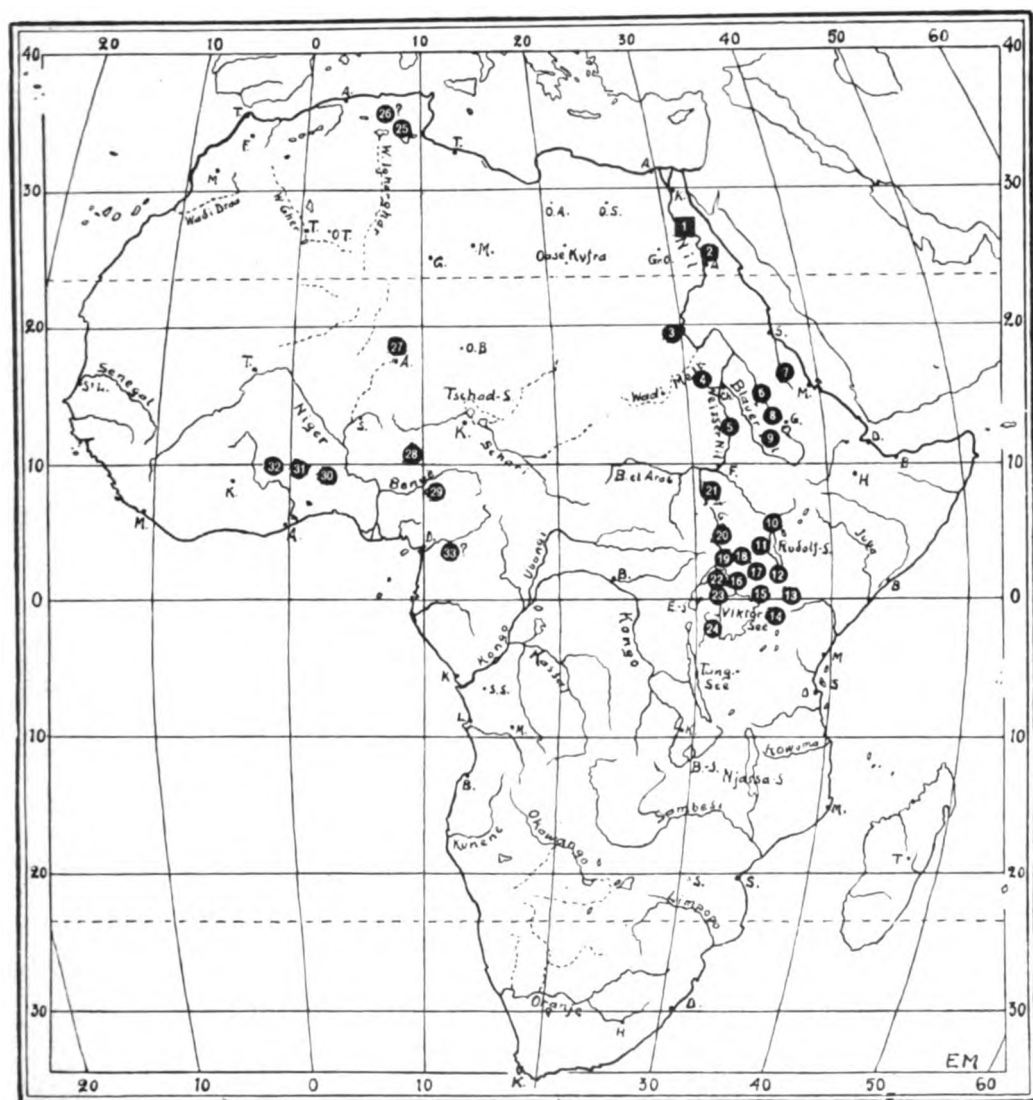 20 10 0 10 20 30 40 50 60
40 40
26 ?
25
A.
T.
T.
F.
M.
W. Igharghar
W. Gher
Wadi Draa
A.
K.
30 30
O.A. O.S.
1
T. O T.
M.
G.
Oase Kufra
Nil
2
20 20
3
S.
27
A.
O.B
T.
Senegal
St L.
Niger
Tschad-S
K.
Schari
Wadi
4
Weisser Nil
Blauer
6
7
M.
8
G.
5
9
D.
B
10 10
32 31 30
28
Benue
29
K.
M.
A.
B el Arab
H
21
20
10
11
Rudolf-S.
Juba
D.
33 ?
Ubangi
19 18
22 16 17 12
B.
B
0 0
23 15 13
E-S
Viktor See
14
24
Kongo
Kongo
Kassai
K
S.S.
Tang. See
M
S
D
L.
M.
K.
10 10
Rowuma
B.-S.
Njassa-S
B.
Sambesi
M.
Kunene
Okawango
T
20 20
S. S.
Limpopo
30 30
Oranje
D.
H
K.
EM
20 10 0 10 20 30 40 50